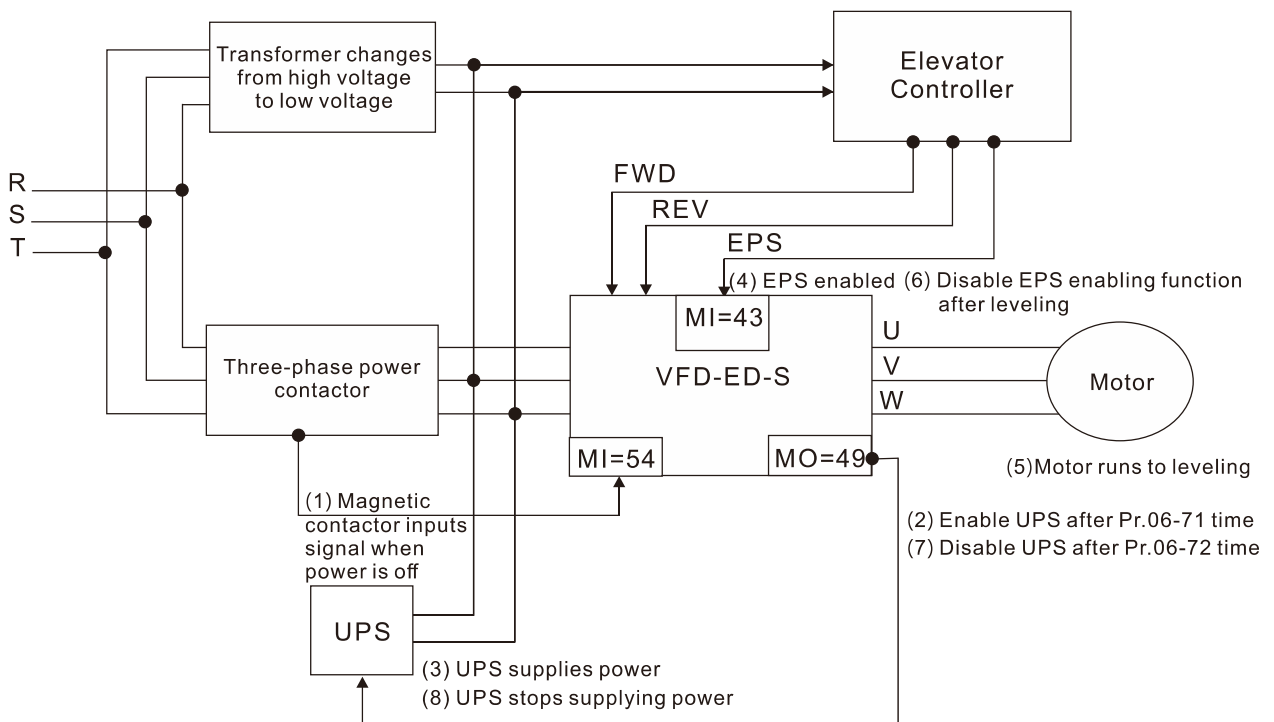 Transformer changes
from high voltage
to low voltage
Elevator
Controller
R
S
T
FWD
REV
EPS
(4) EPS enabled
(6) Disable EPS enabling function
after leveling
MI=43
VFD-ED-S
Three-phase power
contactor
U
V
W
Motor
MI=54
MO=49
(5)Motor runs to leveling
(1) Magnetic
contactor inputs
signal when
power is off
(2) Enable UPS after Pr.06-71 time
(7) Disable UPS after Pr.06-72 time
UPS
(3) UPS supplies power
(8) UPS stops supplying power